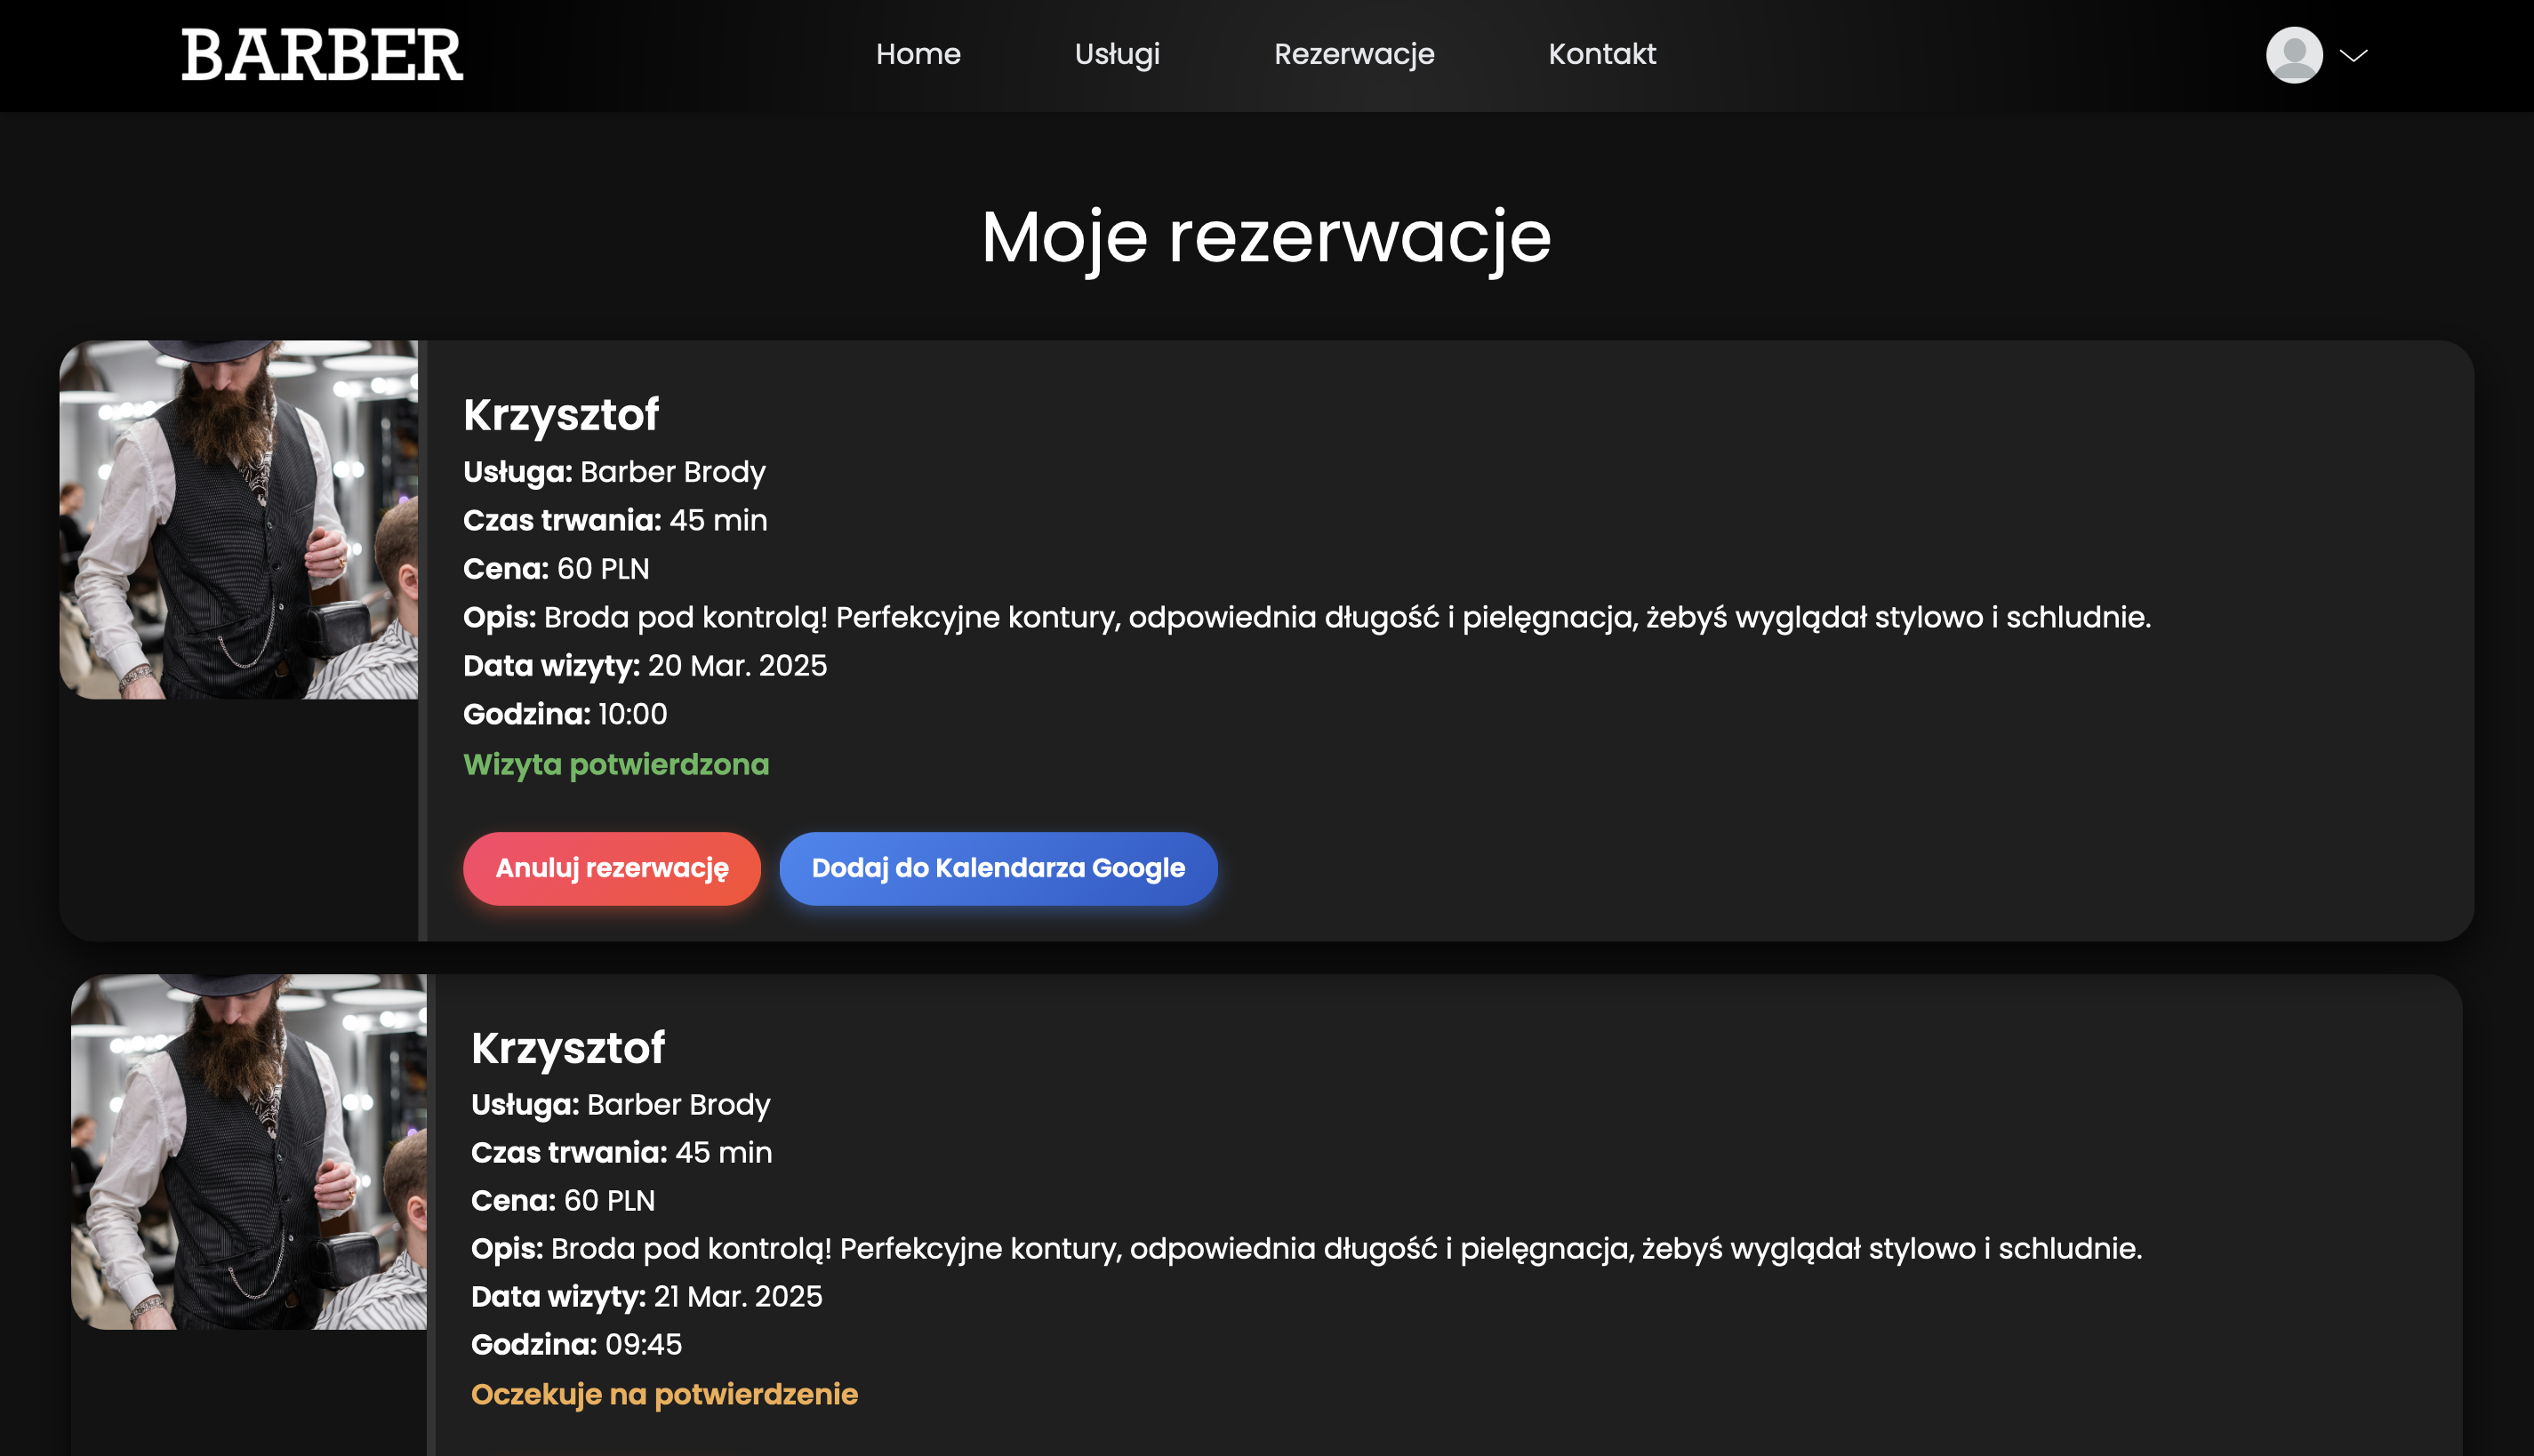 BARBER
Home
Usługi
Rezerwacje
Kontakt
Moje rezerwacje
Krzysztof
Usługa: Barber Brody
Czas trwania: 45 min
Cena: 60 PLN
Opis: Broda pod kontrolą! Perfekcyjne kontury, odpowiednia długość i pielęgnacja, żebyś wyglądał stylowo i schludnie.
Data wizyty: 20 Mar. 2025
Godzina: 10:00
Wizyta potwierdzona
Anuluj rezerwację
Dodaj do Kalendarza Google
Krzysztof
Usługa: Barber Brody
Czas trwania: 45 min
Cena: 60 PLN
Opis: Broda pod kontrolą! Perfekcyjne kontury, odpowiednia długość i pielęgnacja, żebyś wyglądał stylowo i schludnie.
Data wizyty: 21 Mar. 2025
Godzina: 09:45
Oczekuje na potwierdzenie